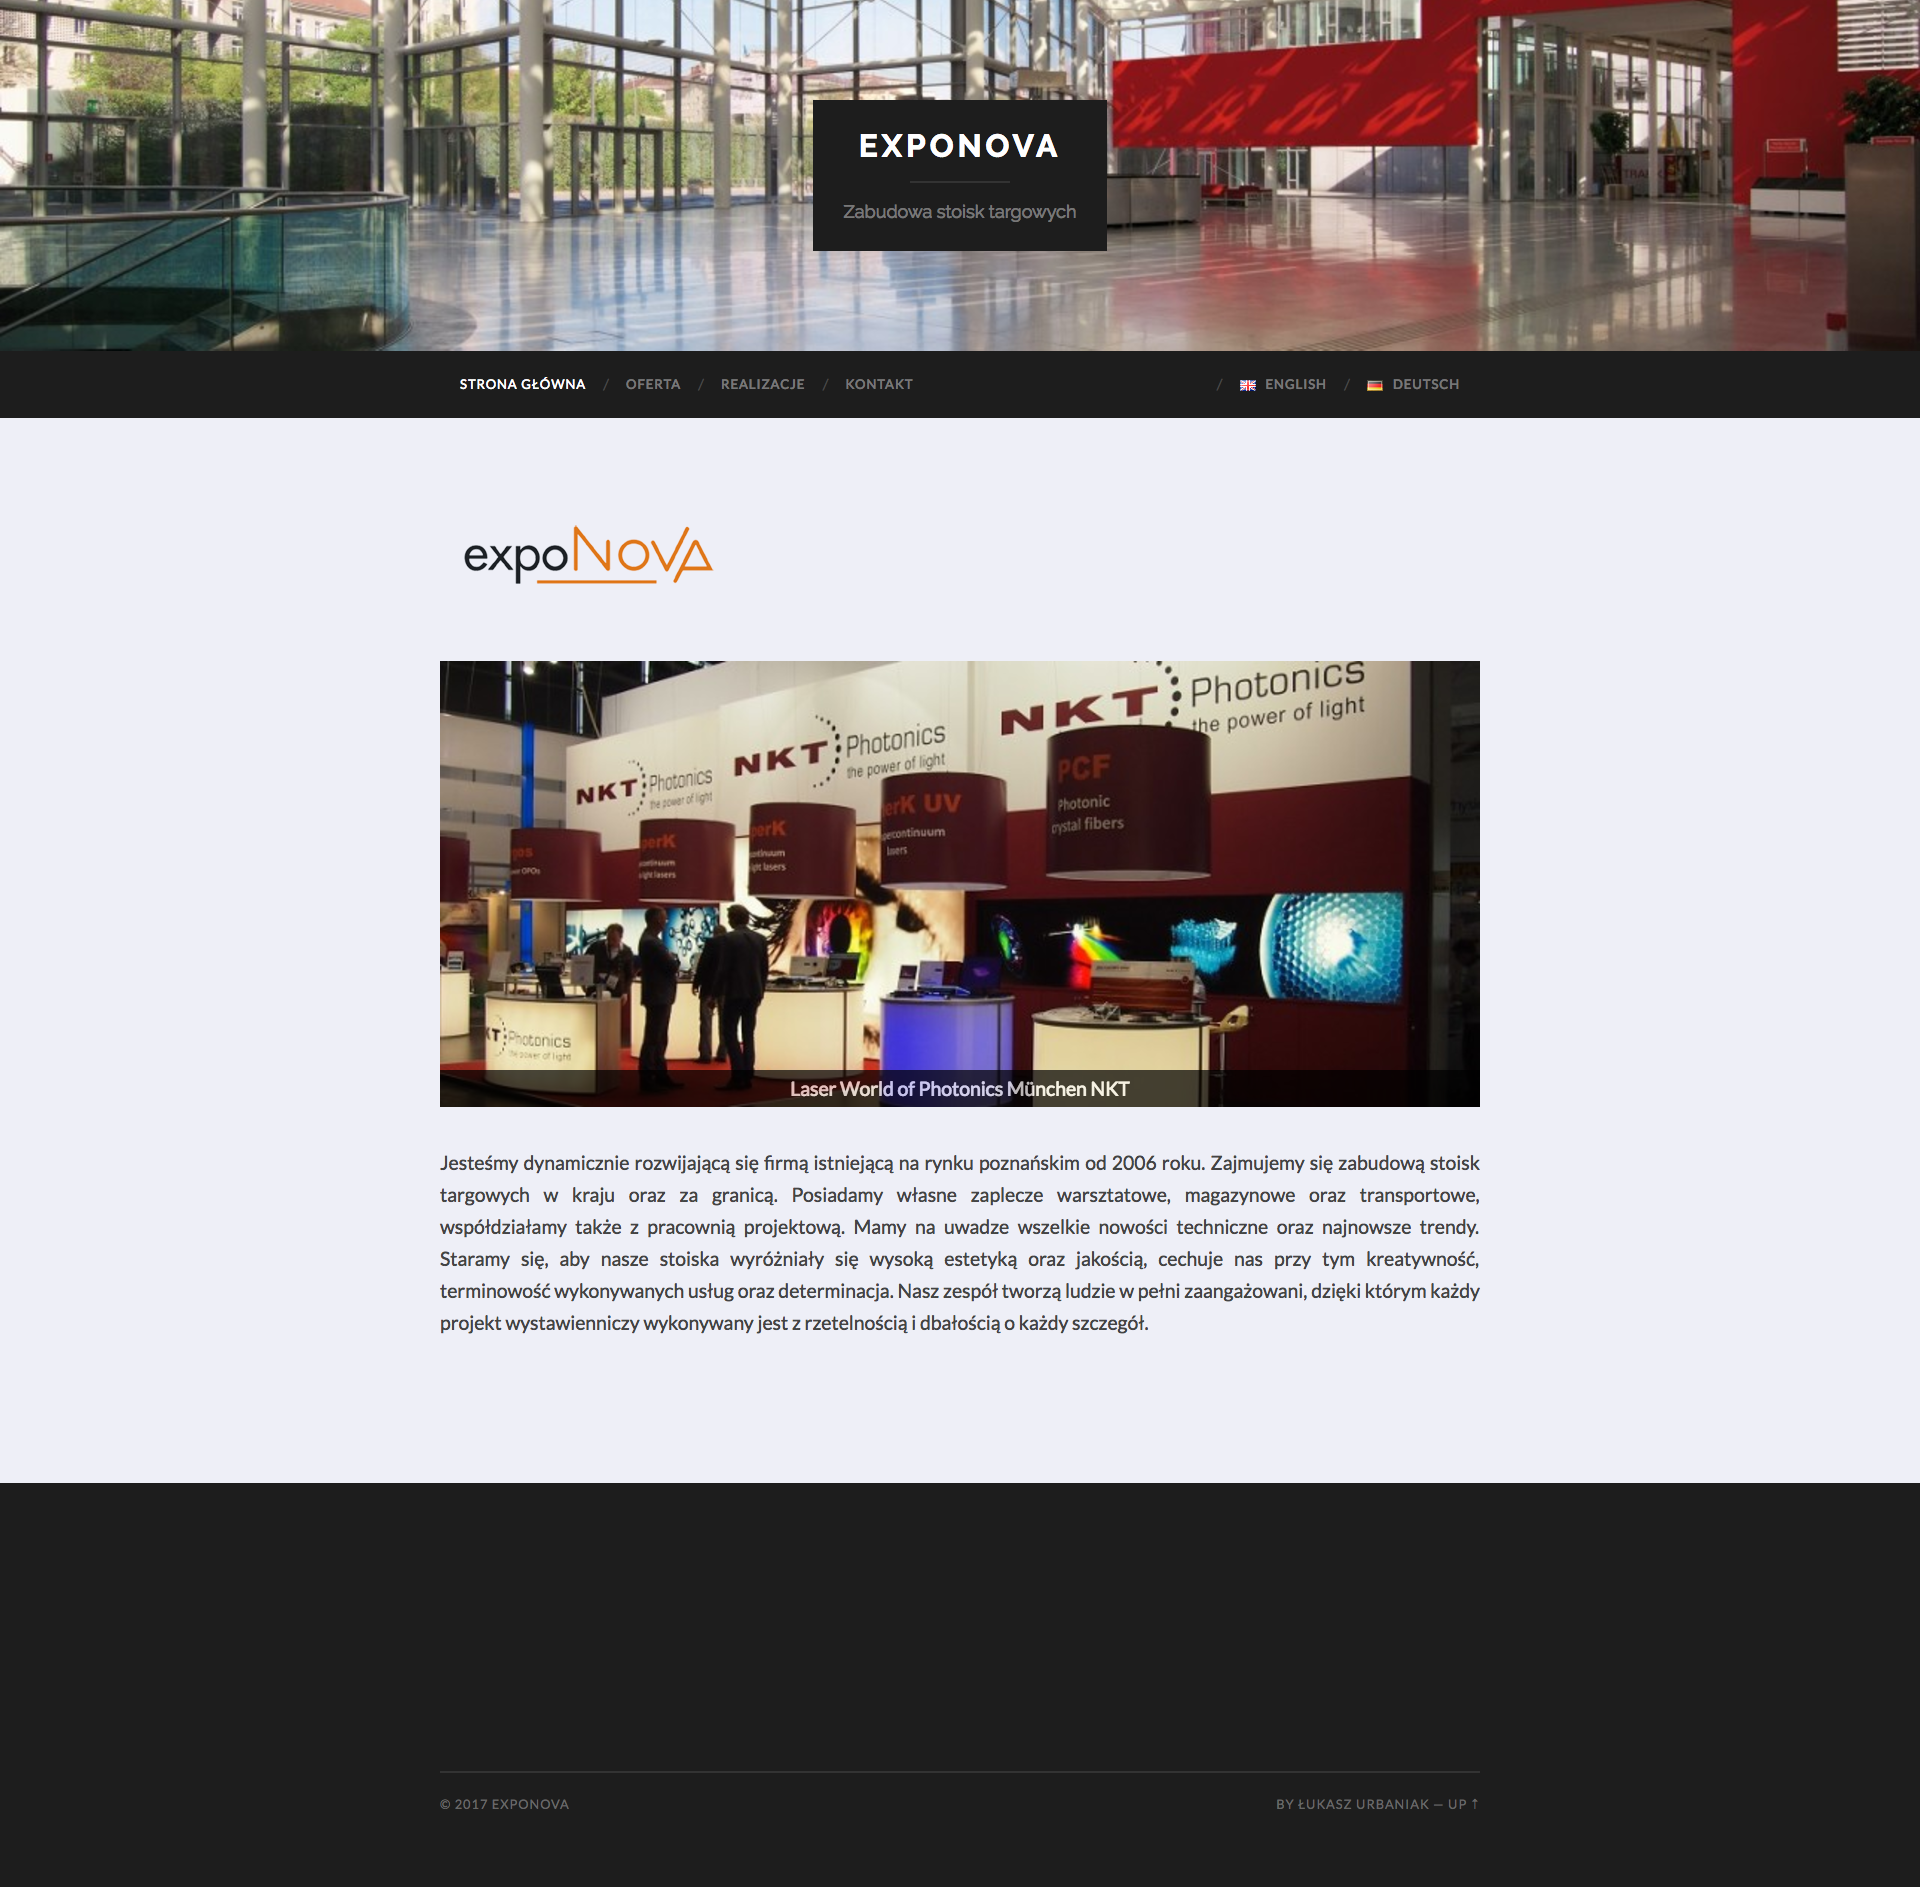 EXPONOVA
Zabudowa stoisk targowych
STRONA GŁÓWNA / OFERTA / REALIZACJE / KONTAKT / ENGLISH / DEUTSCH
expoNOVA
NKT Photonics
the power of light
NKT Photonics
the power of light
NKT Photonics
the power of light
PCF
Photonic
crystal fibers
erK UV
percontinuum
lasers
perK
continuum
ght lasers
perK
continuum
light lasers
gos
OPOs
KT Photonics
the power of light
Laser World of Photonics München NKT
Jesteśmy dynamicznie rozwijającą się firmą istniejącą na rynku poznańskim od 2006 roku. Zajmujemy się zabudową stoisk
targowych w kraju oraz za granicą. Posiadamy własne zaplecze warsztatowe, magazynowe oraz transportowe,
współdziałamy także z pracownią projektową. Mamy na uwadze wszelkie nowości techniczne oraz najnowsze trendy.
Staramy się, aby nasze stoiska wyróżniały się wysoką estetyką oraz jakością, cechuje nas przy tym kreatywność,
terminowość wykonywanych usług oraz determinacja. Nasz zespół tworzą ludzie w pełni zaangażowani, dzięki którym każdy
projekt wystawienniczy wykonywany jest z rzetelnością i dbałością o każdy szczegół.
© 2017 EXPONOVA
BY ŁUKASZ URBANIAK — UP ↑